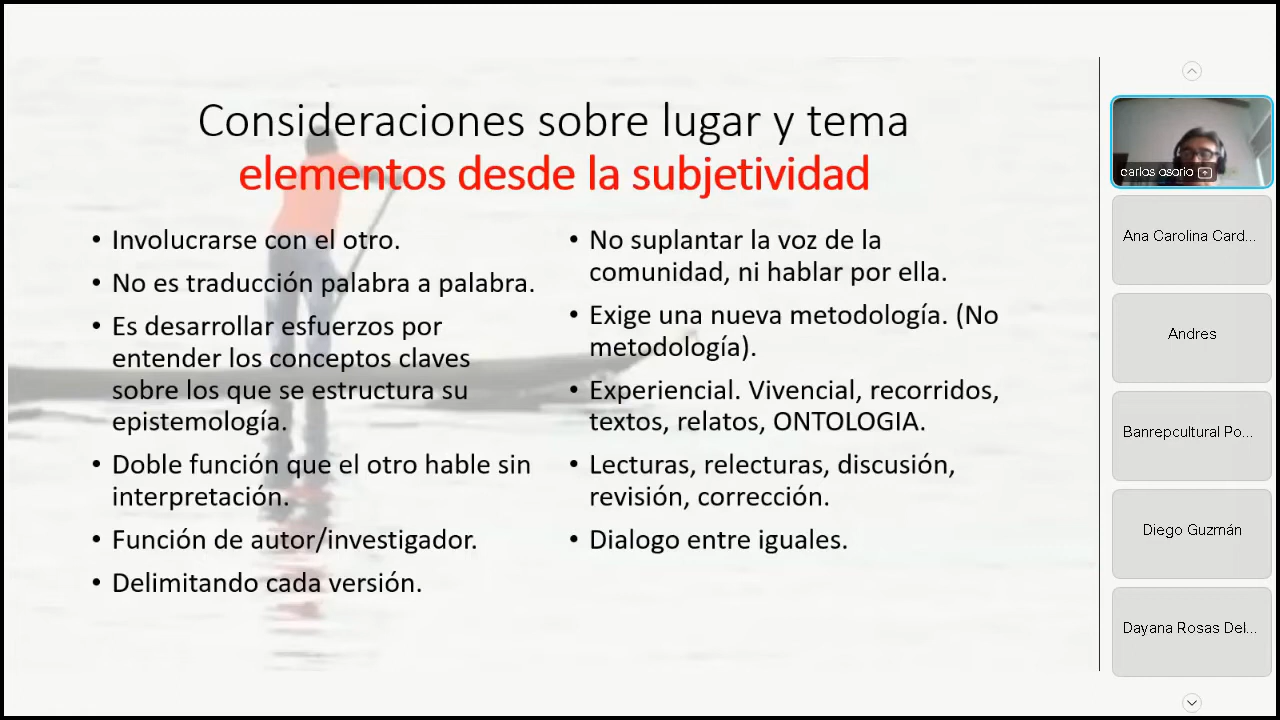 Consideraciones sobre lugar y tema
elementos desde la subjetividad
• Involucrarse con el otro.
• No es traducción palabra a palabra.
• Es desarrollar esfuerzos por
entender los conceptos claves
sobre los que se estructura su
epistemología.
• Doble función que el otro hable sin
interpretación.
• Función de autor/investigador.
• Delimitando cada versión.
• No suplantar la voz de la
comunidad, ni hablar por ella.
• Exige una nueva metodología. (No
metodología).
• Experiencial. Vivencial, recorridos,
textos, relatos, ONTOLOGIA.
• Lecturas, relecturas, discusión,
revisión, corrección.
• Dialogo entre iguales.
carlos osorio
Ana Carolina Card...
Andres
Banrepcultural Po...
Diego Guzmán
Dayana Rosas Del...